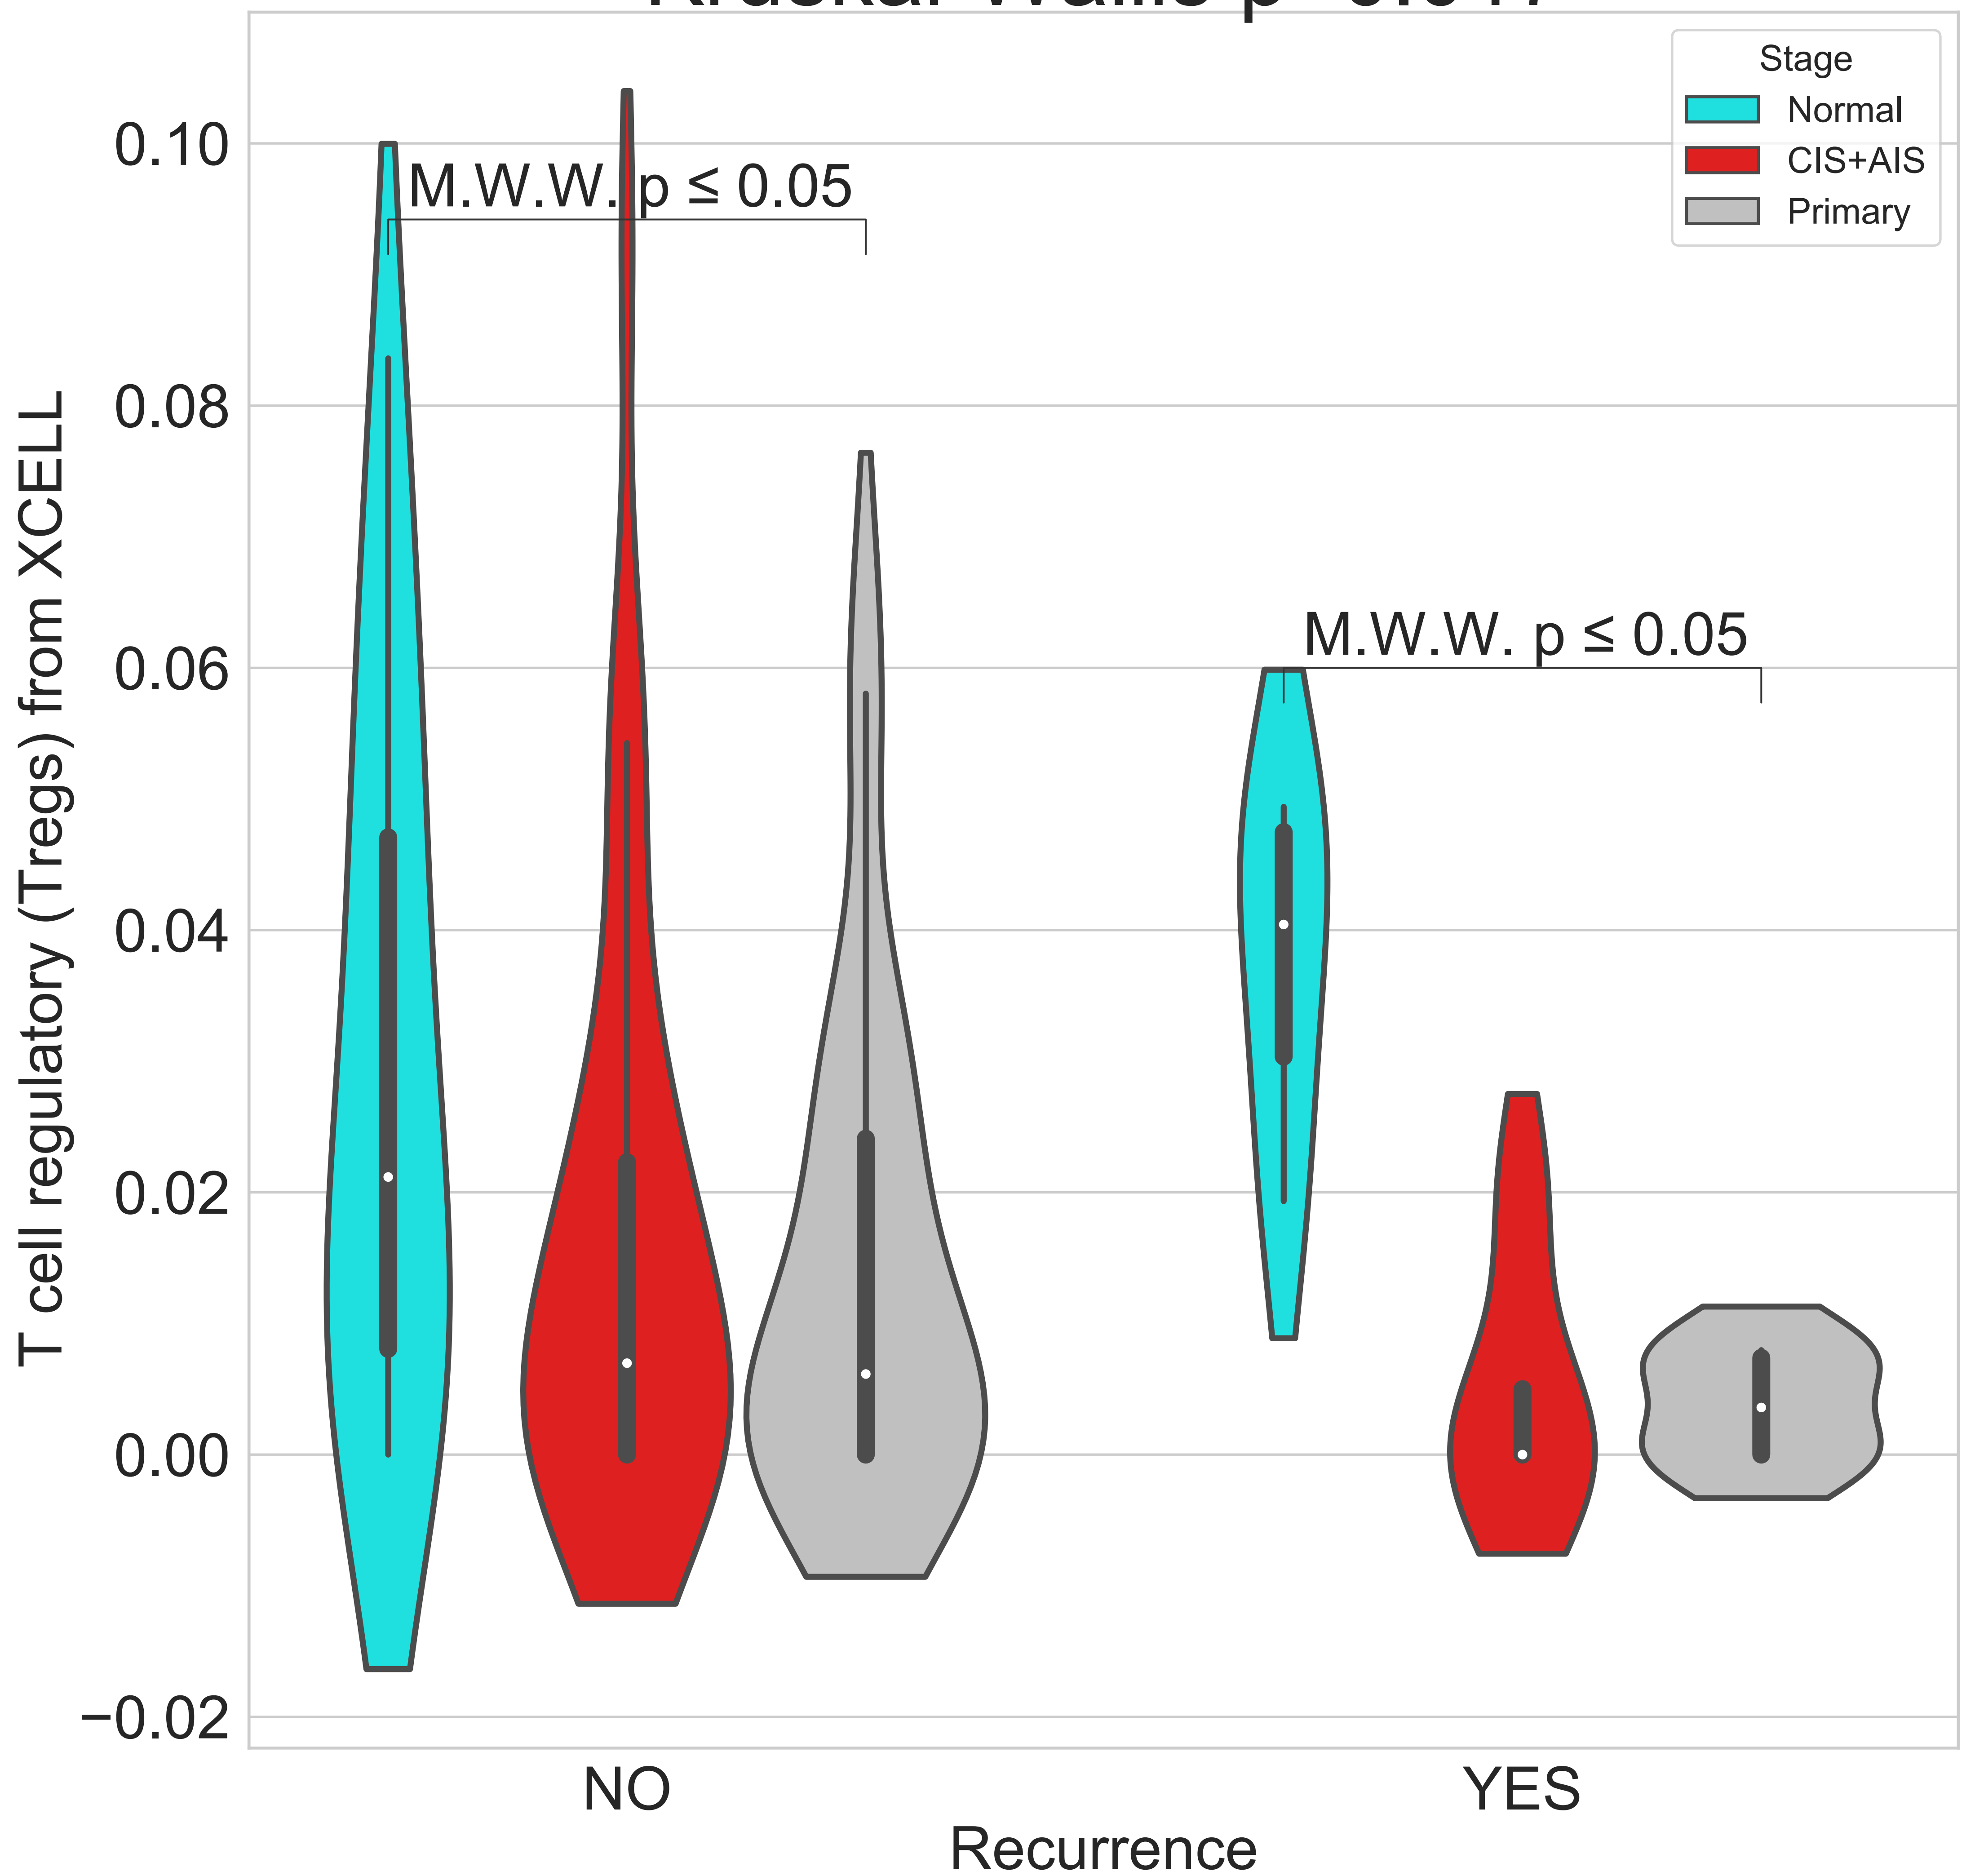 Stage
Normal
CIS+AIS
Primary
M.W.W. p ≤ 0.05
M.W.W. p ≤ 0.05
T cell regulatory (Tregs) from XCELL
0.10
0.08
0.06
0.04
0.02
0.00
−0.02
NO
YES
Recurrence